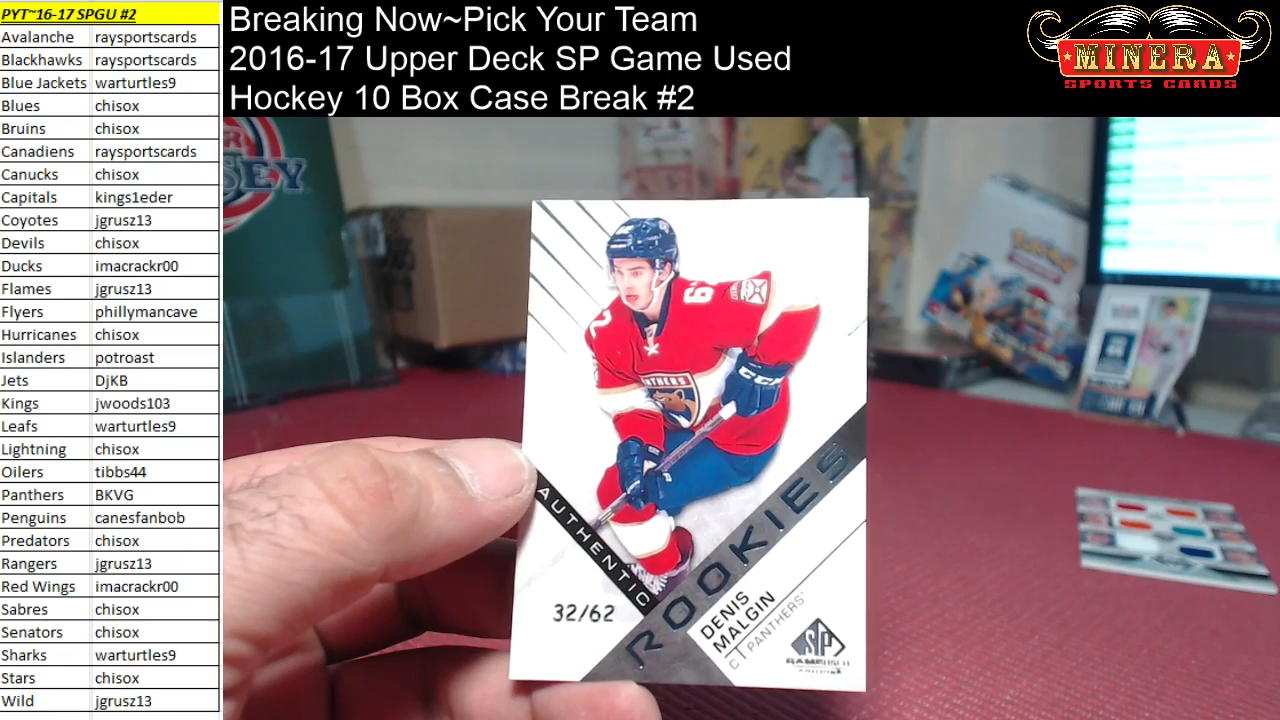 PYT~16-17 SPGU #2
Avalanche raysportscards
Blackhawks raysportscards
Blue Jackets warturtles9
Blues chisox
Bruins chisox
Canadiens raysportscards
Canucks chisox
Capitals kings1eder
Coyotes jgrusz13
Devils chisox
Ducks imacrackr00
Flames jgrusz13
Flyers phillymancave
Hurricanes chisox
Islanders potroast
Jets DjKB
Kings jwoods103
Leafs warturtles9
Lightning chisox
Oilers tibbs44
Panthers BKVG
Penguins canesfanbob
Predators chisox
Rangers jgrusz13
Red Wings imacrackr00
Sabres chisox
Senators chisox
Sharks warturtles9
Stars chisox
Wild jgrusz13
Breaking Now~Pick Your Team
2016-17 Upper Deck SP Game Used
Hockey 10 Box Case Break #2
MINERA
SPORTS CARDS
SEY
Pokémon
62
CCM
AUTHENTIC
ROOKIES
32/62
DENIS
MALGIN
C PANTHERS
SP